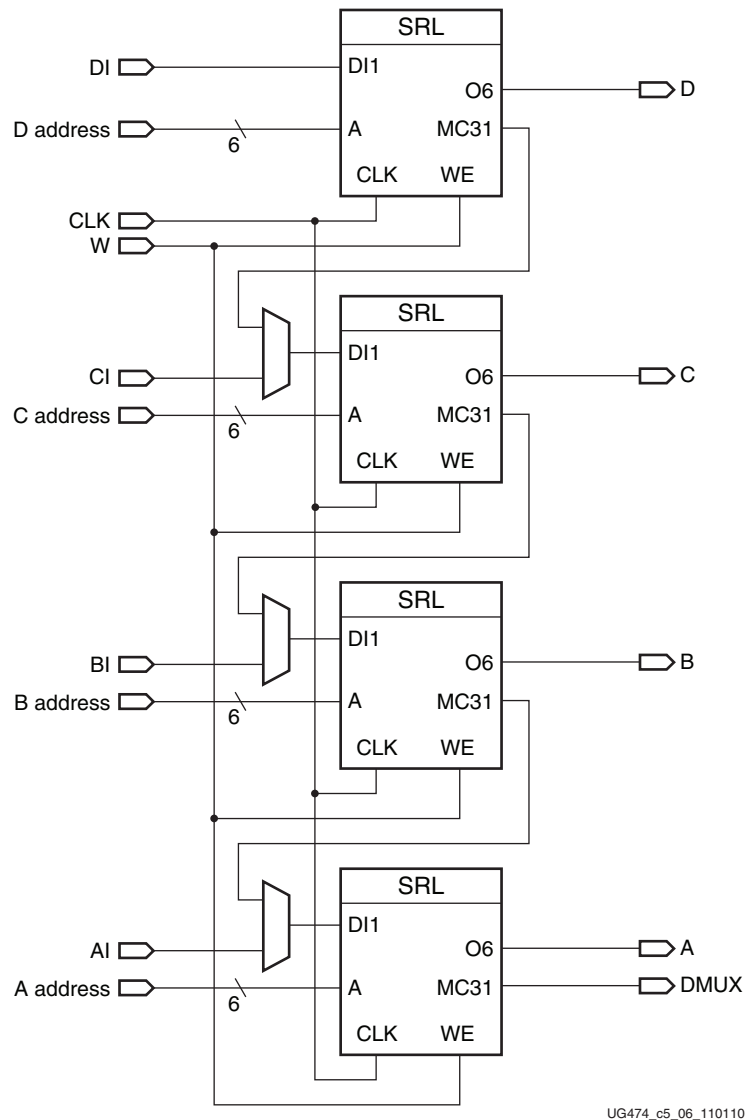 SRL
DI
DI1
O6
D
D address
6
A
MC31
CLK
WE
CLK
W
SRL
DI1
CI
O6
C
C address
6
A
MC31
CLK
WE
SRL
DI1
BI
O6
B
B address
6
A
MC31
CLK
WE
SRL
DI1
AI
O6
A
A address
6
A
MC31
DMUX
CLK
WE
UG474_c5_06_110110